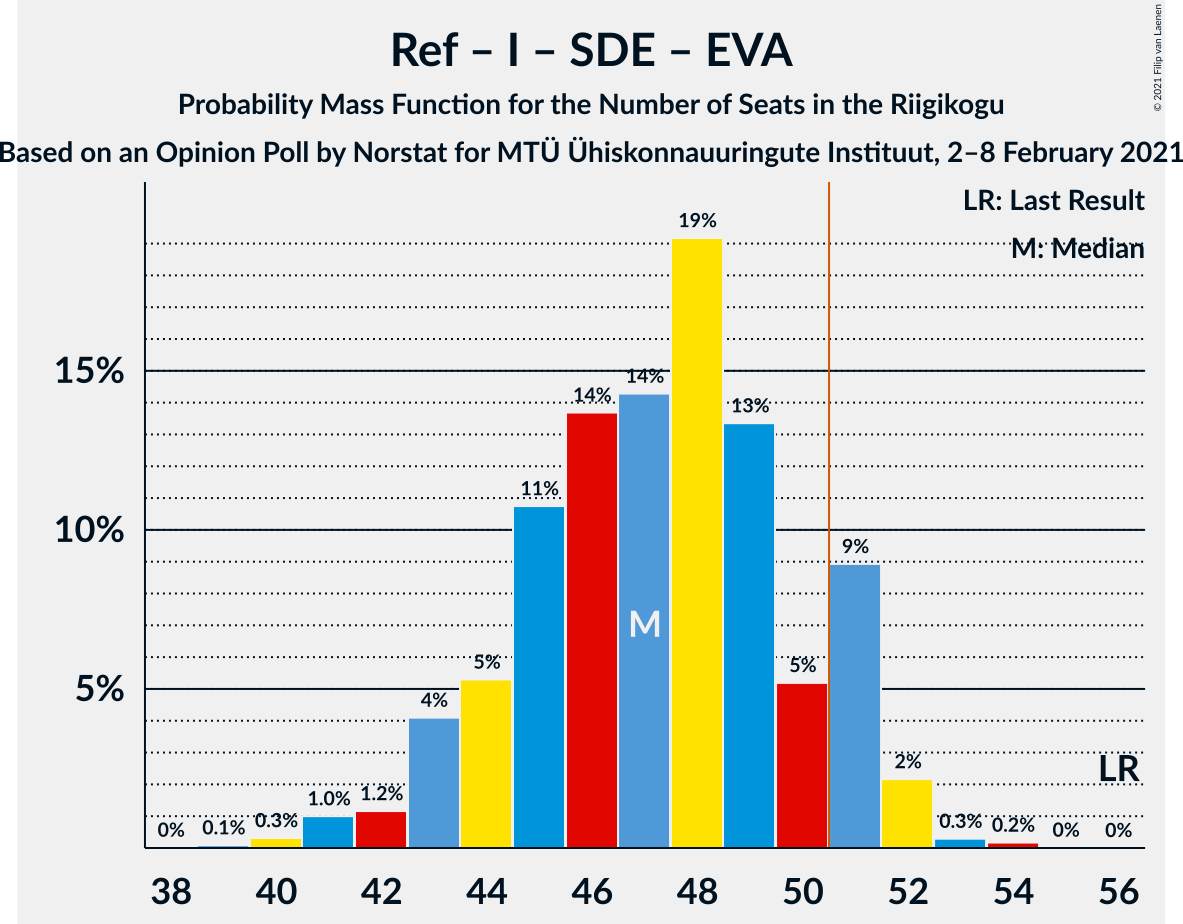 Ref – I – SDE – EVA
Probability Mass Function for the Number of Seats in the Riigikogu
Based on an Opinion Poll by Norstat for MTÜ Ühiskonnauuringute Instituut, 2–8 February 2021
© 2021 Filip van Laenen
LR: Last Result
M: Median
15%
10%
5%
0%
0.1%
0.3%
1.0%
1.2%
4%
5%
11%
14%
14%
19%
13%
5%
9%
2%
0.3%
0.2%
0%
0%
M
LR
38 40 42 44 46 48 50 52 54 56